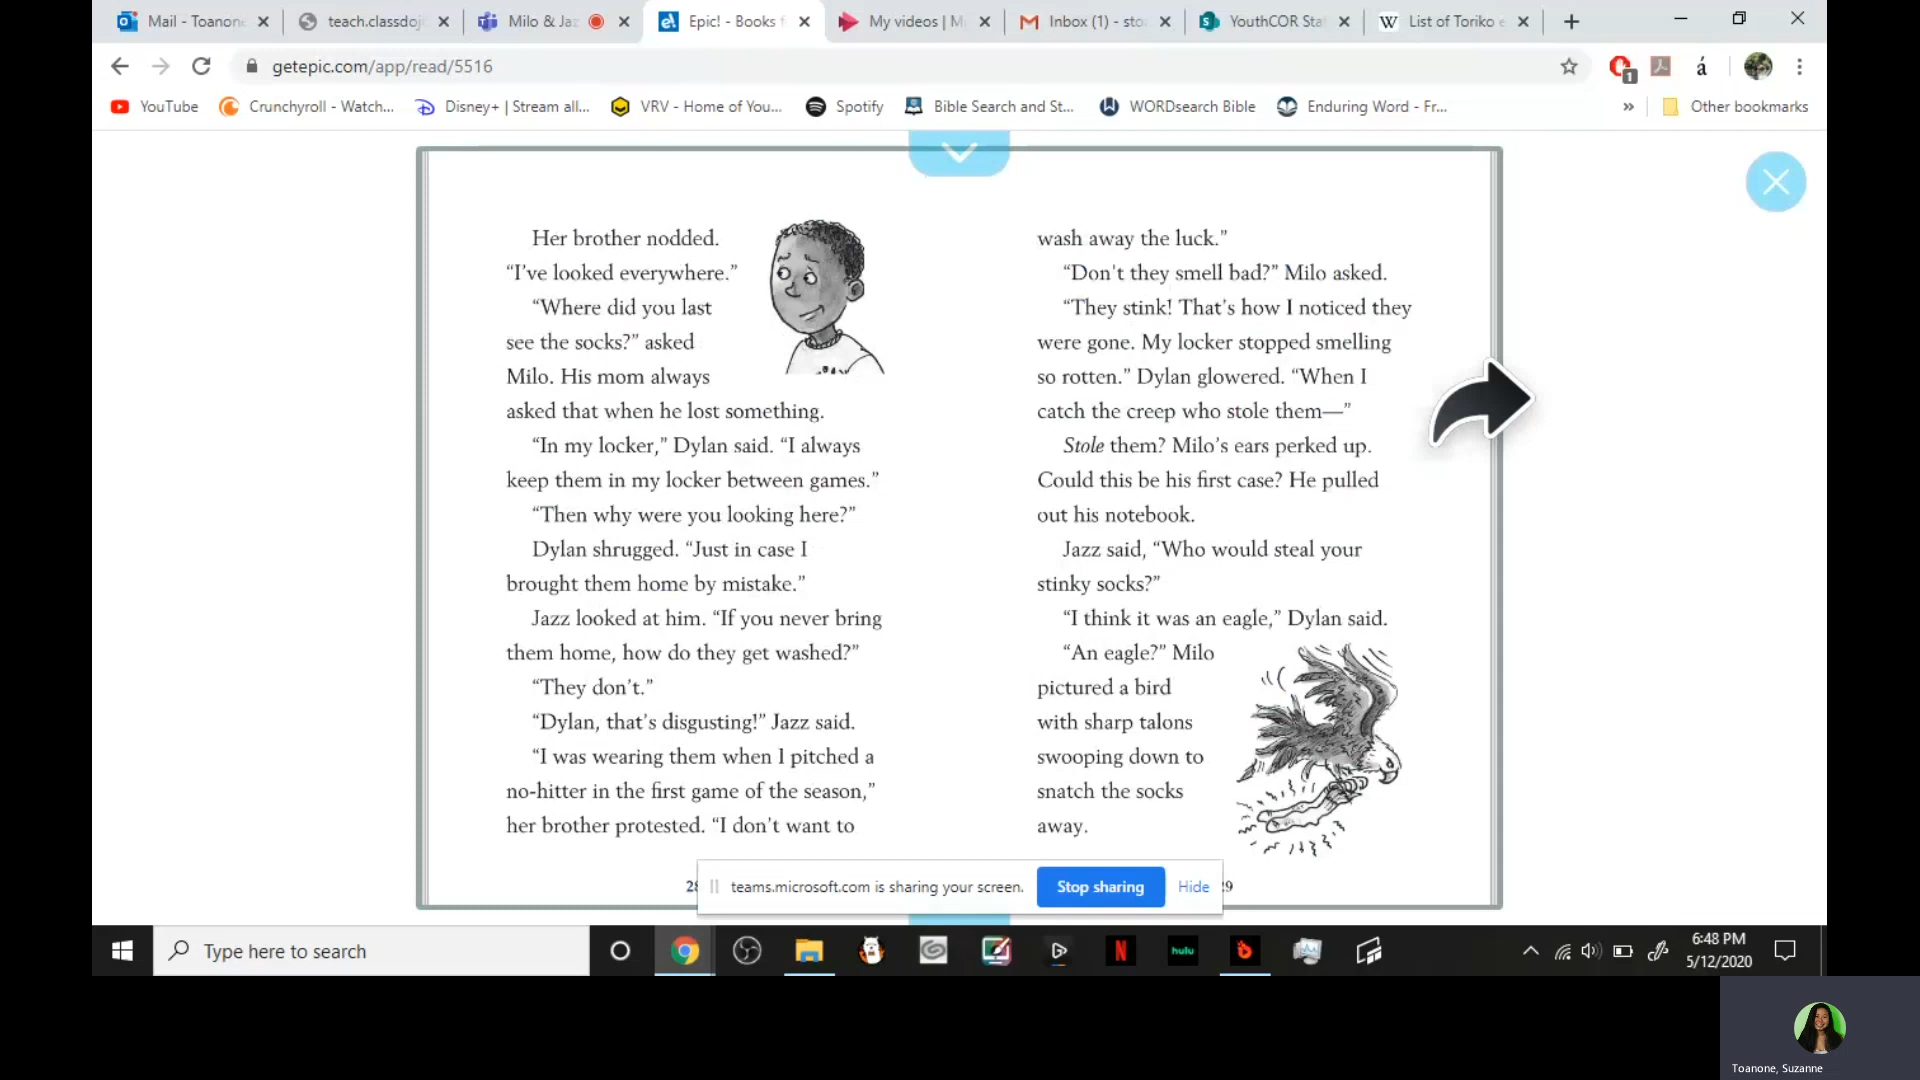 Mail - Toanone
teach.classdoj
Milo & Ja
Epic! - Books f
My videos | M
Inbox (1) - sto
YouthCOR Sta
List of Toriko e
getepic.com/app/read/5516
1
á
YouTube
Crunchyroll - Watch...
Disney+ | Stream all...
VRV - Home of You...
Spotify
Bible Search and St...
WORDsearch Bible
Enduring Word - Fr...
»
Other bookmarks
Her brother nodded.
“I’ve looked everywhere.”
“Where did you last
see the socks?” asked
Milo. His mom always
asked that when he lost something.
“In my locker,” Dylan said. “I always
keep them in my locker between games.”
“Then why were you looking here?”
Dylan shrugged. “Just in case I
brought them home by mistake.”
Jazz looked at him. “If you never bring
them home, how do they get washed?”
“They don’t.”
“Dylan, that’s disgusting!” Jazz said.
“I was wearing them when I pitched a
no-hitter in the first game of the season,”
her brother protested. “I don’t want to
wash away the luck.”
“Don't they smell bad?” Milo asked.
“They stink! That’s how I noticed they
were gone. My locker stopped smelling
so rotten.” Dylan glowered. “When I
catch the creep who stole them—”
Stole them? Milo’s ears perked up.
Could this be his first case? He pulled
out his notebook.
Jazz said, “Who would steal your
stinky socks?”
“I think it was an eagle,” Dylan said.
“An eagle?” Milo
pictured a bird
with sharp talons
swooping down to
snatch the socks
away.
teams.microsoft.com is sharing your screen.
Stop sharing
Hide
Type here to search
hulu
6:48 PM
5/12/2020
Toanone, Suzanne